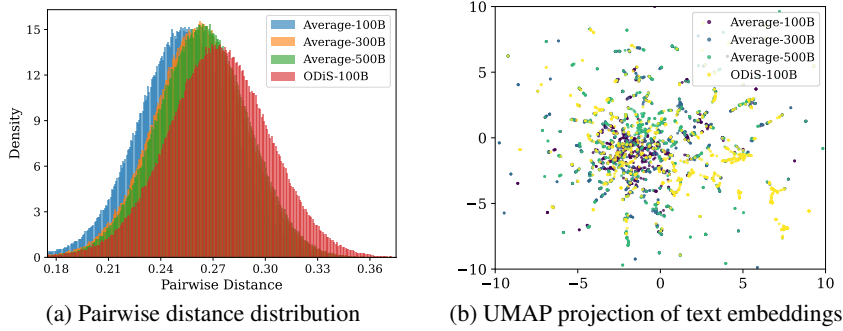 Average-100B
Average-300B
Average-500B
ODiS-100B
Density
15
12
9
6
3
0
0.18 0.21 0.24 0.27 0.30 0.33 0.36
Pairwise Distance
(a) Pairwise distance distribution
Average-100B
Average-300B
Average-500B
ODiS-100B
10
5
0
−5
−10
−10 −5 0 5 10
(b) UMAP projection of text embeddings